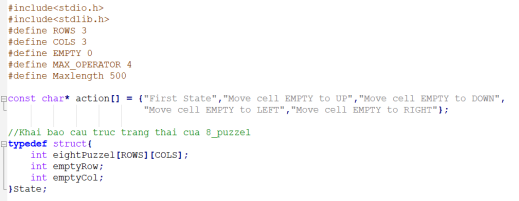 #include<stdio.h>
#include<stdlib.h>
#define ROWS 3
#define COLS 3
#define EMPTY 0
#define MAX_OPERATOR 4
#define Maxlength 500
const char* action[] = {"First State","Move cell EMPTY to UP","Move cell EMPTY to DOWN",
"Move cell EMPTY to LEFT","Move cell EMPTY to RIGHT"};
//Khai bao cau truc trang thai cua 8_puzzel
typedef struct{
int eightPuzzel[ROWS][COLS];
int emptyRow;
int emptyCol;
}State;